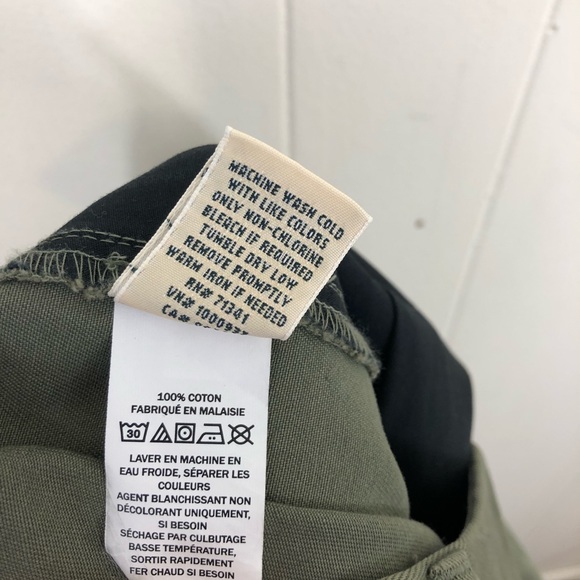 MACHINE WASH COLD
WITH LIKE COLORS
ONLY NON-CHLORINE
BLEACH IF REQUIRED
TUMBLE DRY LOW
REMOVE PROMPTLY
WARM IRON IF NEEDED
RN# 71341
VN#
CA#
100% COTON
FABRIQUÉ EN MALAISIE
30
LAVER EN MACHINE EN
EAU FROIDE, SÉPARER LES
COULEURS
AGENT BLANCHISSANT NON
DÉCOLORANT UNIQUEMENT,
SI BESOIN
SÉCHAGE PAR CULBUTAGE
BASSE TEMPÉRATURE,
SORTIR RAPIDEMENT
FER CHAUD SI BESOIN